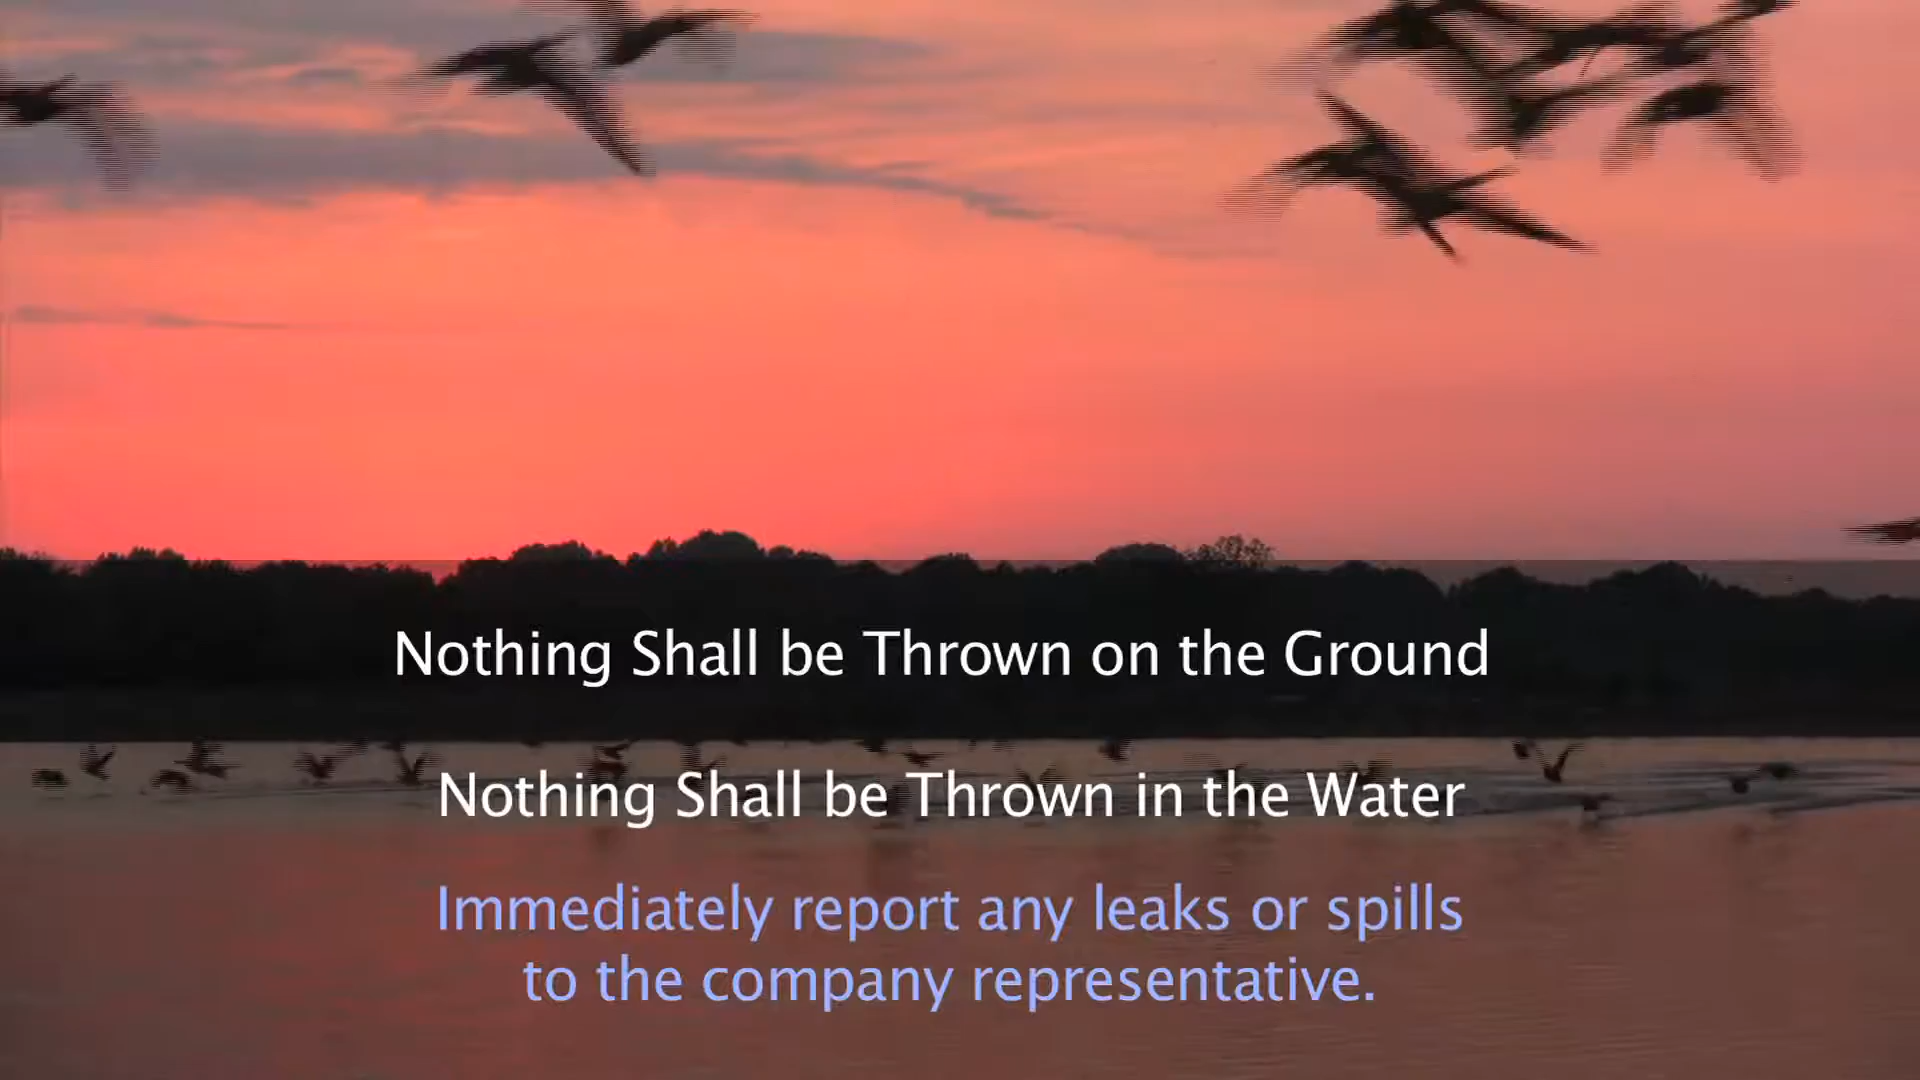 Nothing Shall be Thrown on the Ground
Nothing Shall be Thrown in the Water
Immediately report any leaks or spills
to the company representative.